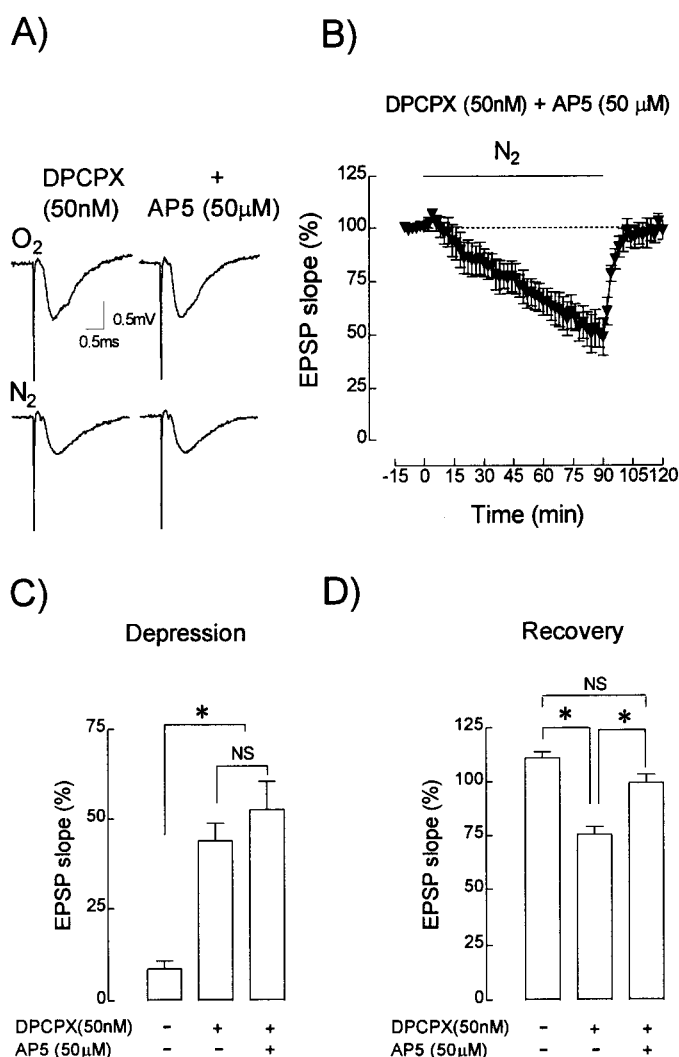 A)
DPCPX +
(50nM) AP5 (50μM)
O2
0.5mV
0.5ms
N2
B)
DPCPX (50nM) + AP5 (50 μM)
N2
125
100
75
50
25
0
EPSP slope (%)
-15 0 15 30 45 60 75 90 105 120
Time (min)
C)
Depression
*
NS
75
50
25
0
EPSP slope (%)
DPCPX(50nM) - + +
AP5 (50μM) - - +
D)
Recovery
NS
* *
125
100
75
50
25
0
EPSP slope (%)
DPCPX(50nM) - + +
AP5 (50μM) - - +